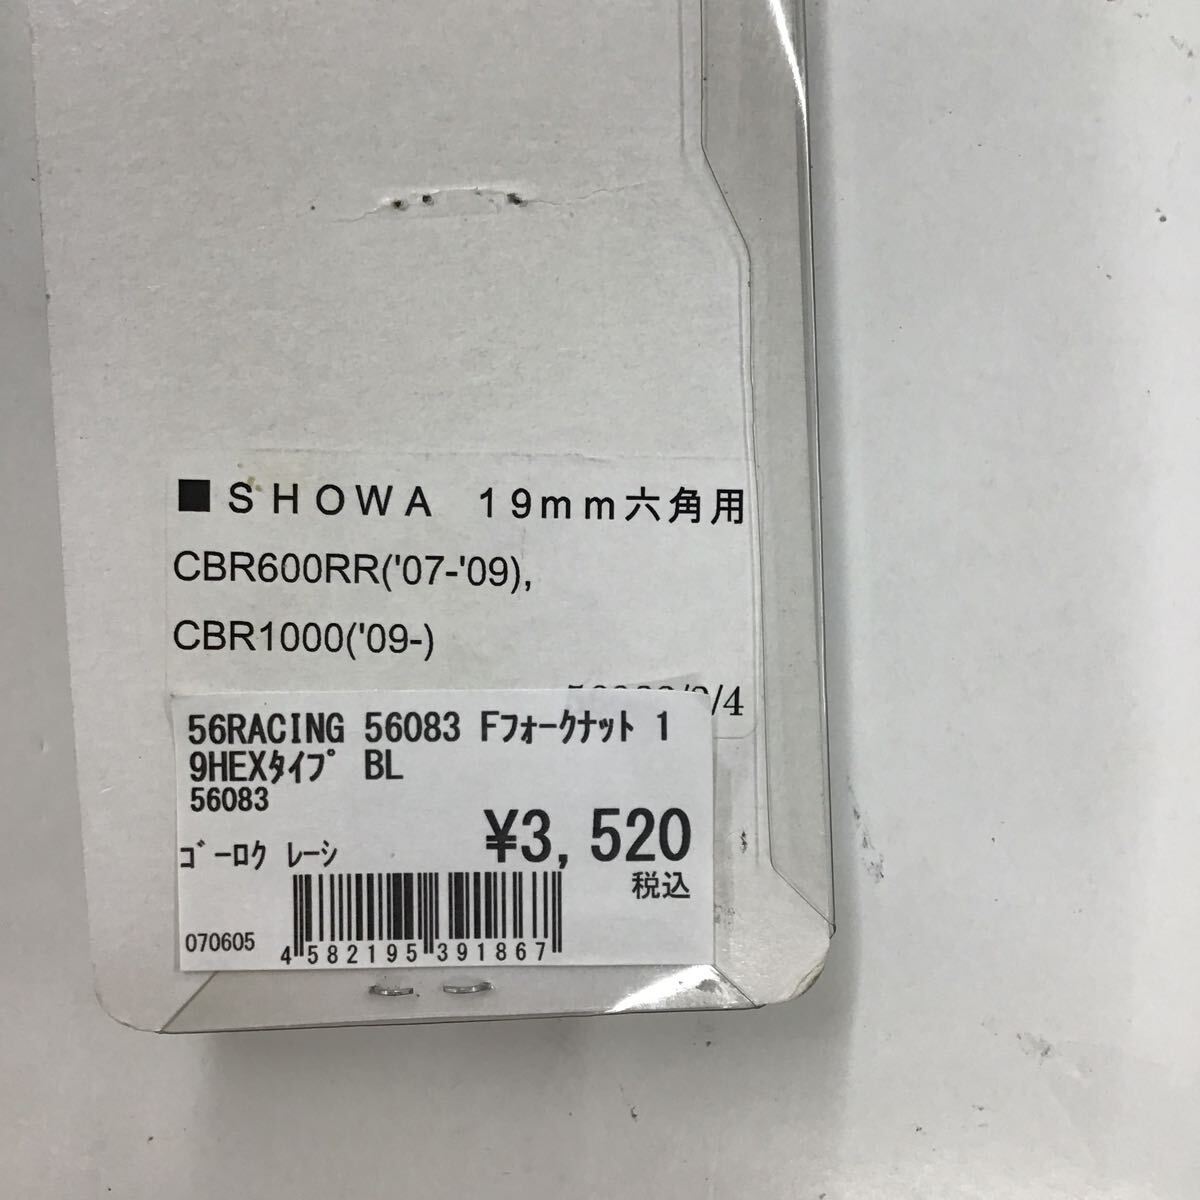 ■SHOWA 19mm六角用
CBR600RR('07-'09),
CBR1000('09-)
/4
56RACING 56083 Fﾌｫｰｸﾅｯﾄ 1
9HEXﾀｲﾌﾟ BL
56083
¥3,520
ｺﾞｰﾛｸ ﾚｰｼ
税込
070605
4582195391867